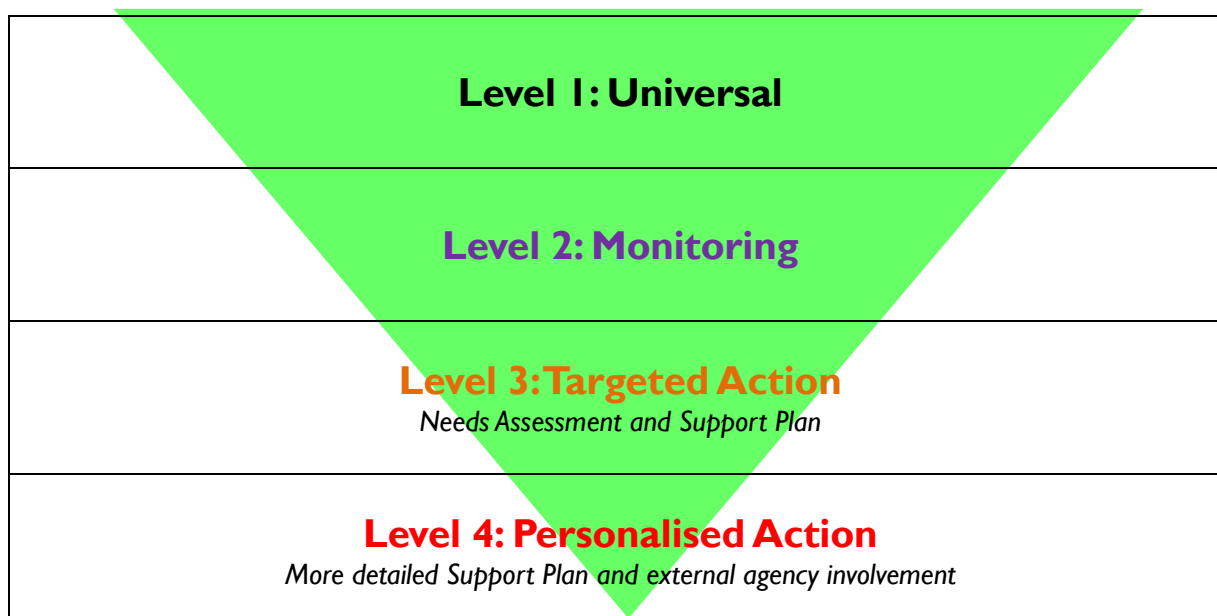 Level 1: Universal
Level 2: Monitoring
Level 3: Targeted Action
Needs Assessment and Support Plan
Level 4: Personalised Action
More detailed Support Plan and external agency involvement